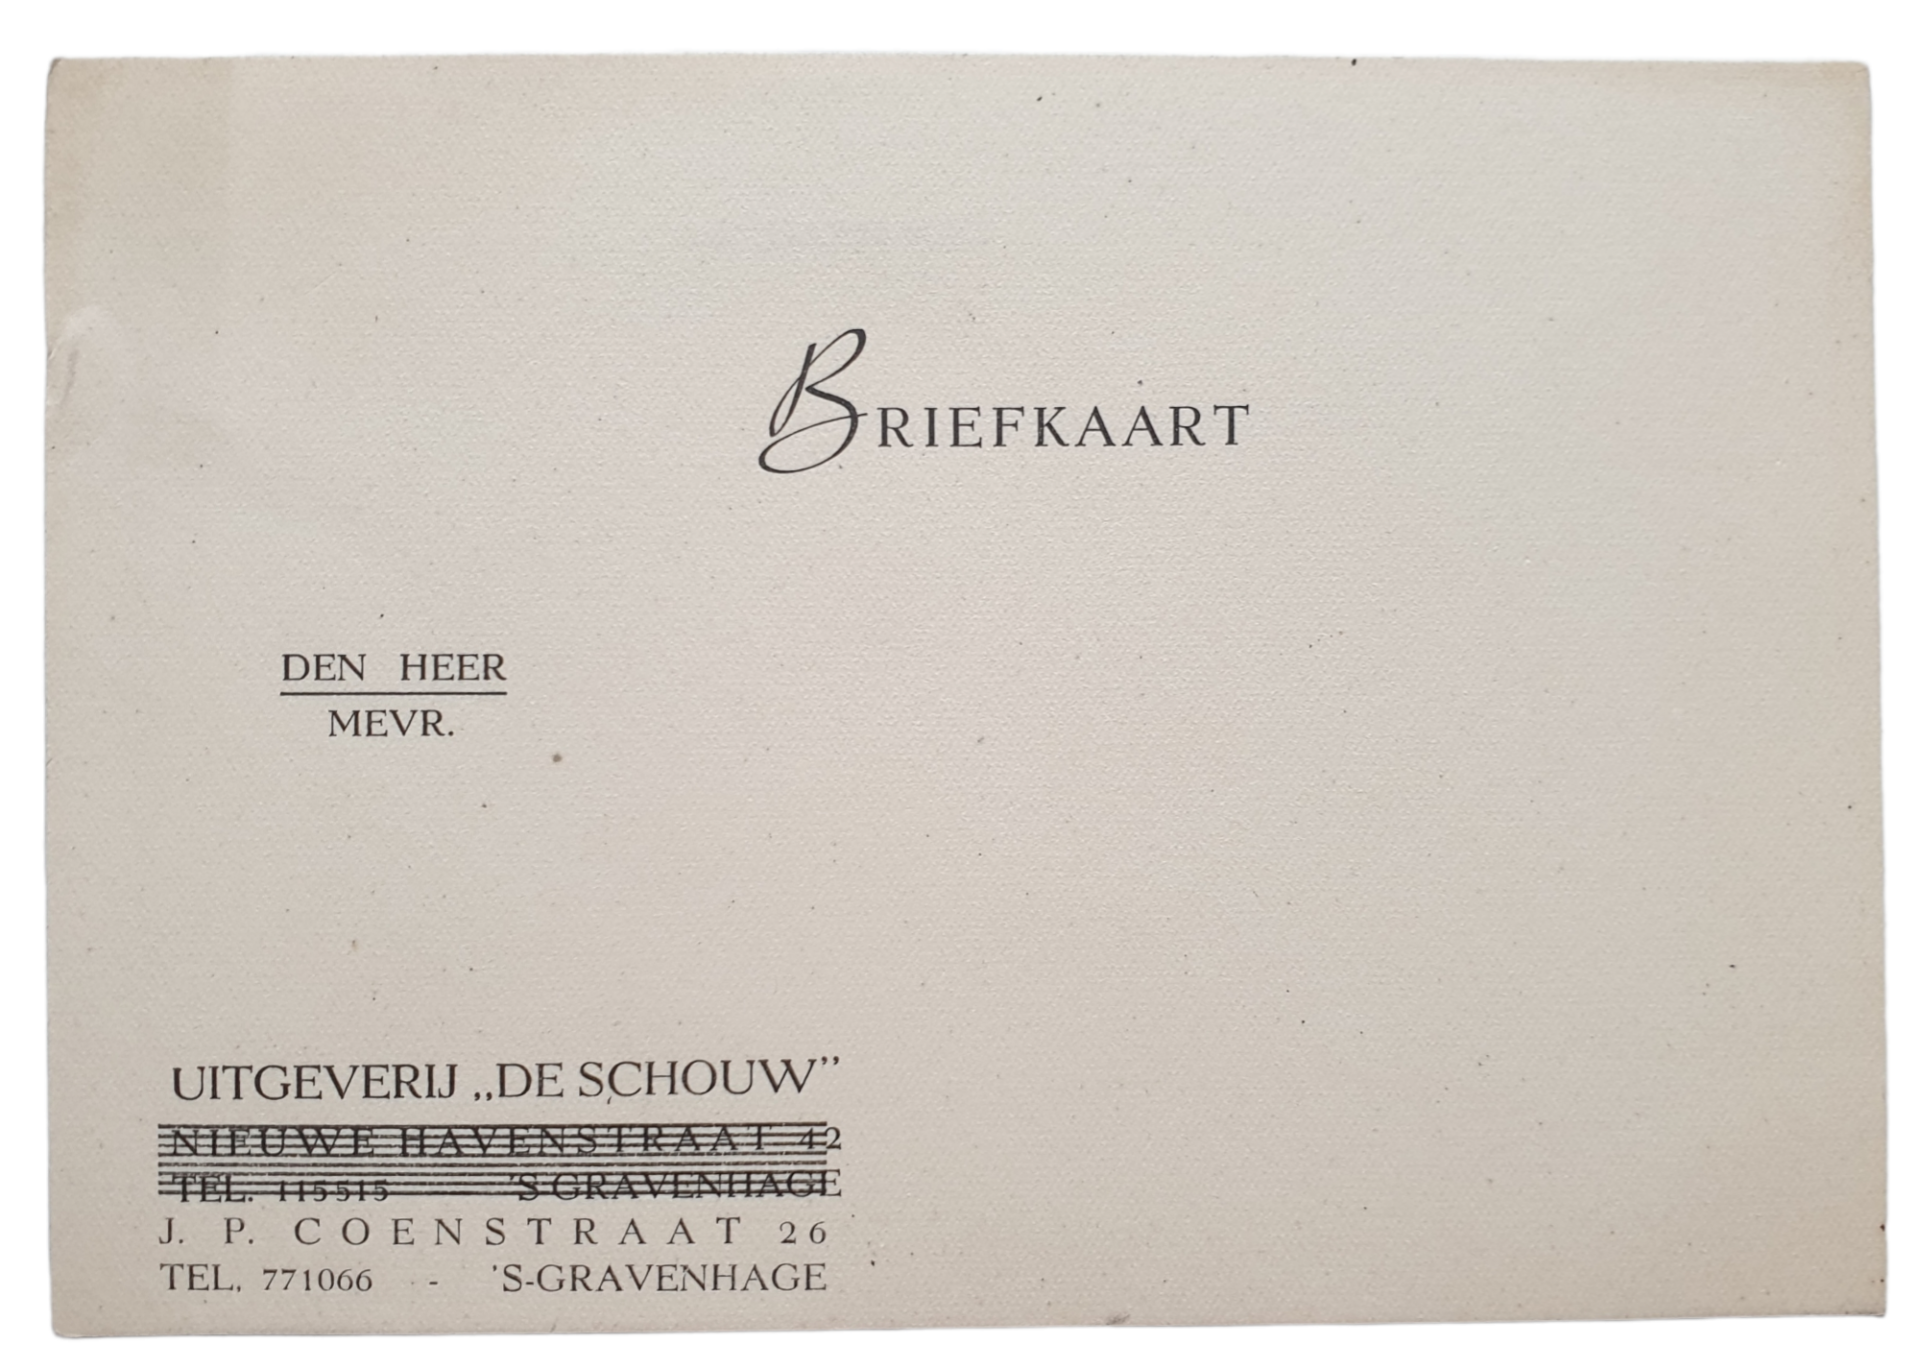 BRIEFKAART
DEN HEER
MEVR.
UITGEVERIJ „DE SCHOUW”
NIEUWE HAVENSTRAAT 42
TEL. 115515 'S-GRAVENHAGE
J. P. COENSTRAAT 26
TEL. 771066 - 'S-GRAVENHAGE